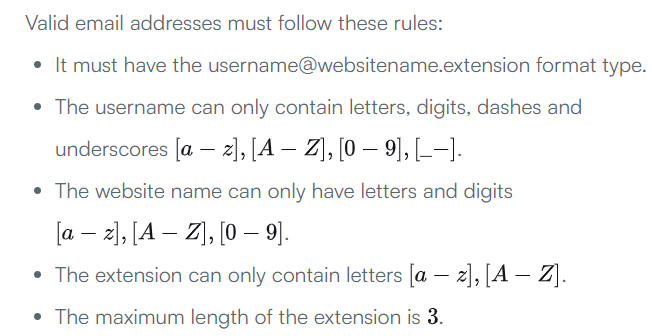 Valid email addresses must follow these rules:
• It must have the username@websitename.extension format type.
• The username can only contain letters, digits, dashes and
underscores [a − z], [A − Z], [0 − 9], [_−].
• The website name can only have letters and digits
[a − z], [A − Z], [0 − 9].
• The extension can only contain letters [a − z], [A − Z].
• The maximum length of the extension is 3.